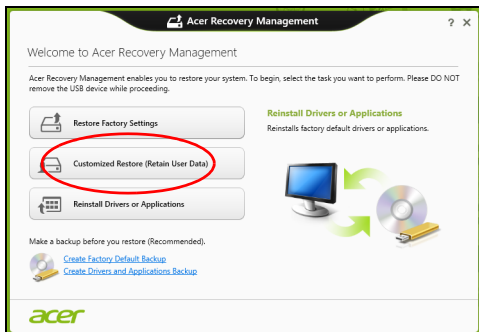 Acer Recovery Management
? ×
Welcome to Acer Recovery Management
Acer Recovery Management enables you to restore your system. To begin, select the task you want to perform. Please DO NOT
remove the USB device while proceeding.
Restore Factory Settings
Customized Restore (Retain User Data)
Reinstall Drivers or Applications
Reinstall Drivers or Applications
Reinstalls factory default drivers or applications.
Make a backup before you restore (Recommended).
Create Factory Default Backup
Create Drivers and Applications Backup
acer